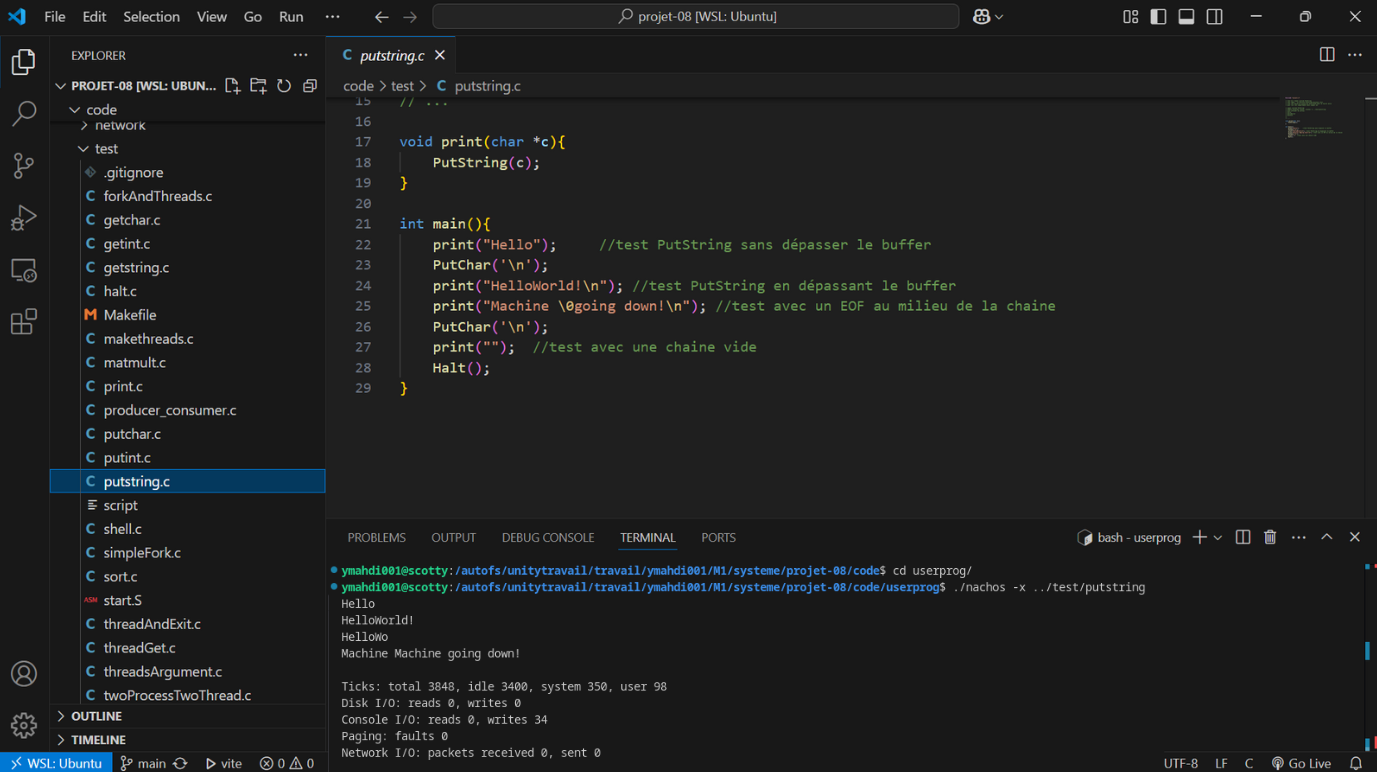 File Edit Selection View Go Run ··· projet-08 [WSL: Ubuntu]
EXPLORER ···
PROJET-08 [WSL: UBUN...
code
network
test
.gitignore
forkAndThreads.c
getchar.c
getint.c
getstring.c
halt.c
Makefile
makethreads.c
matmult.c
print.c
producer_consumer.c
putchar.c
putint.c
putstring.c
script
shell.c
simpleFork.c
sort.c
start.S
threadAndExit.c
threadGet.c
threadsArgument.c
twoProcessTwoThread.c
OUTLINE
TIMELINE
putstring.c
code > test > C putstring.c
15 // ...
16
17 void print(char *c){
18 PutString(c);
19 }
20
21 int main(){
22 print("Hello"); //test PutString sans dépasser le buffer
23 PutChar('\n');
24 print("HelloWorld!\n"); //test PutString en dépassant le buffer
25 print("Machine \0going down!\n"); //test avec un EOF au milieu de la chaine
26 PutChar('\n');
27 print(""); //test avec une chaine vide
28 Halt();
29 }
PROBLEMS OUTPUT DEBUG CONSOLE TERMINAL PORTS bash - userprog
ymahdi001@scotty:/autofs/unitytravail/travail/ymahdi001/M1/systeme/projet-08/code$ cd userprog/
ymahdi001@scotty:/autofs/unitytravail/travail/ymahdi001/M1/systeme/projet-08/code/userprog$ ./nachos -x ../test/putstring
Hello
HelloWorld!
HelloWo
Machine Machine going down!
Ticks: total 3848, idle 3400, system 350, user 98
Disk I/O: reads 0, writes 0
Console I/O: reads 0, writes 34
Paging: faults 0
Network I/O: packets received 0, sent 0
WSL: Ubuntu main vite 0 0 UTF-8 LF C Go Live